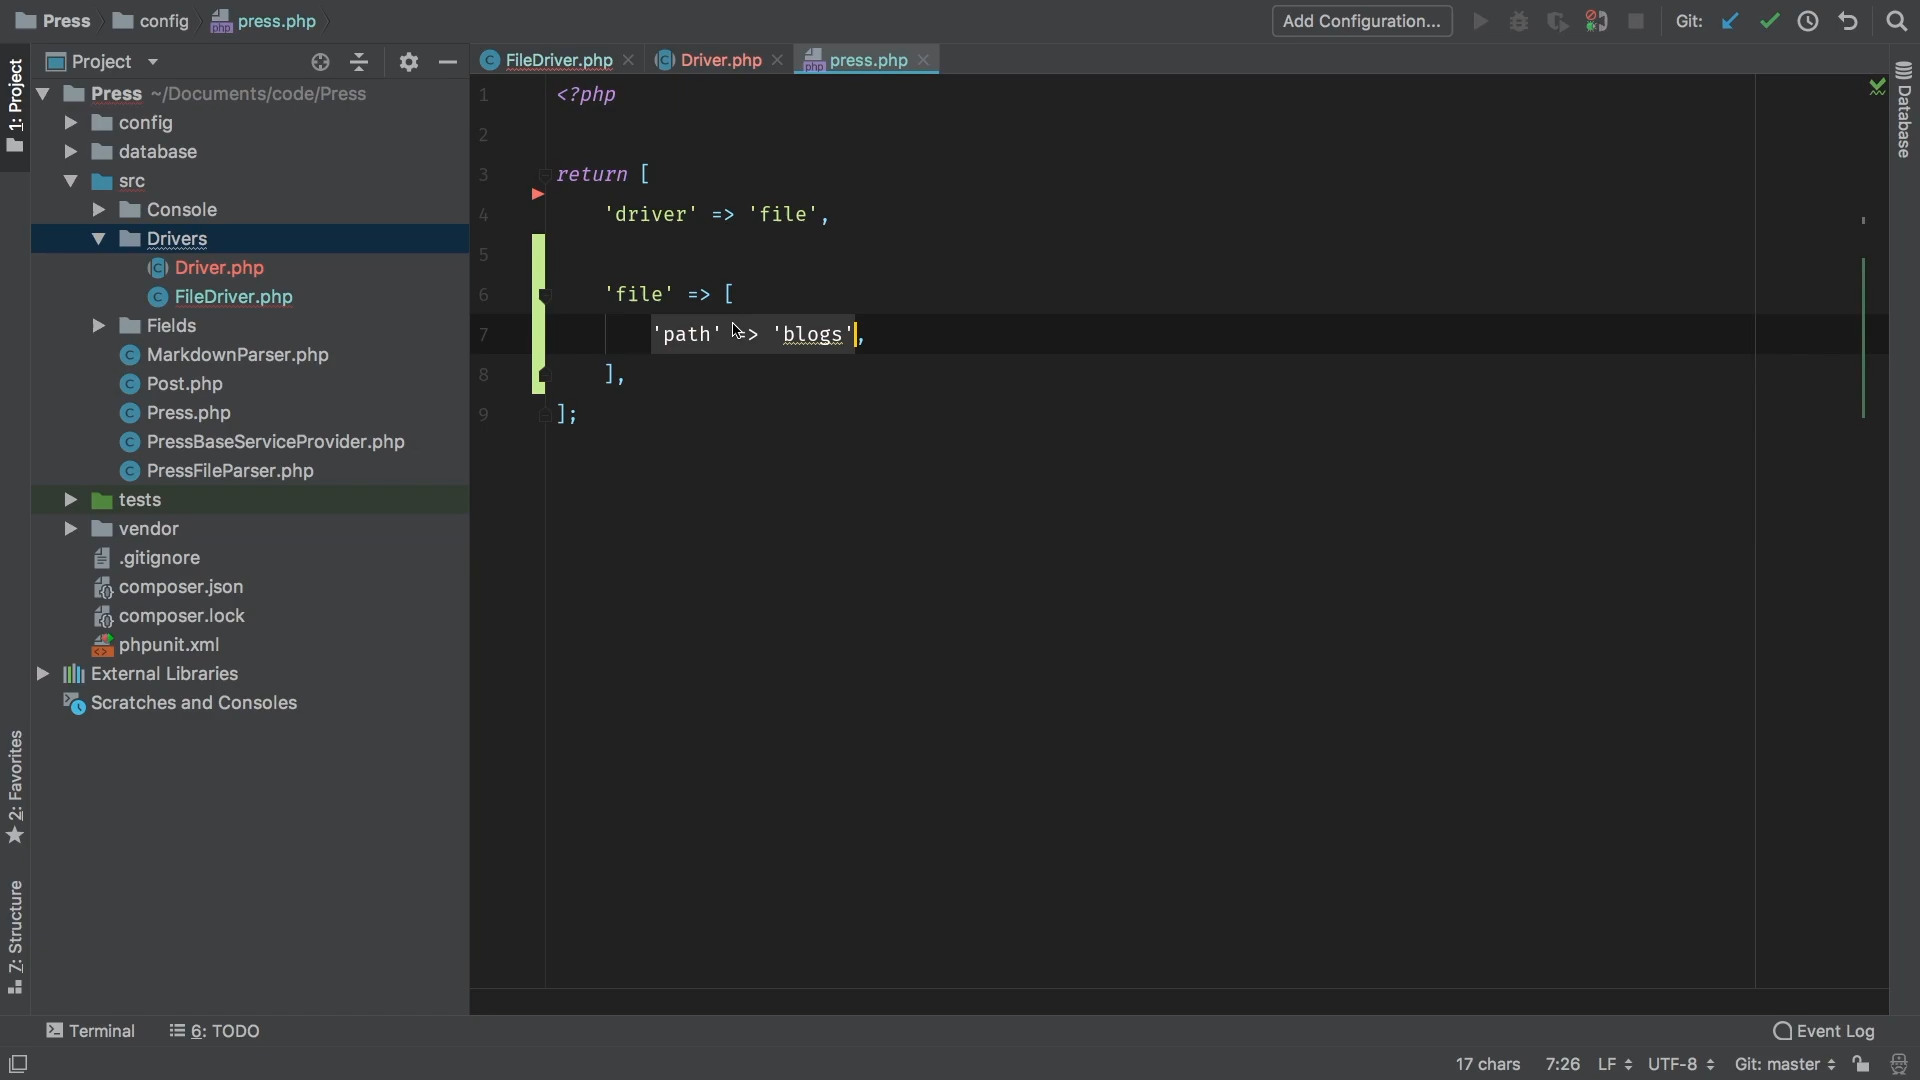 Press config press.php
Add Configuration... Git:
1: Project
Project
FileDriver.php Driver.php press.php
Database
Press ~/Documents/code/Press
config
database
src
Console
Drivers
Driver.php
FileDriver.php
Fields
MarkdownParser.php
Post.php
Press.php
PressBaseServiceProvider.php
PressFileParser.php
tests
vendor
.gitignore
composer.json
composer.lock
phpunit.xml
External Libraries
Scratches and Consoles
1 <?php
2
3 return [
4 'driver' => 'file',
5
6 'file' => [
7 'path' => 'blogs',
8 ],
9 ];
2: Favorites
7: Structure
Terminal 6: TODO Event Log
17 chars 7:26 LF UTF-8 Git: master